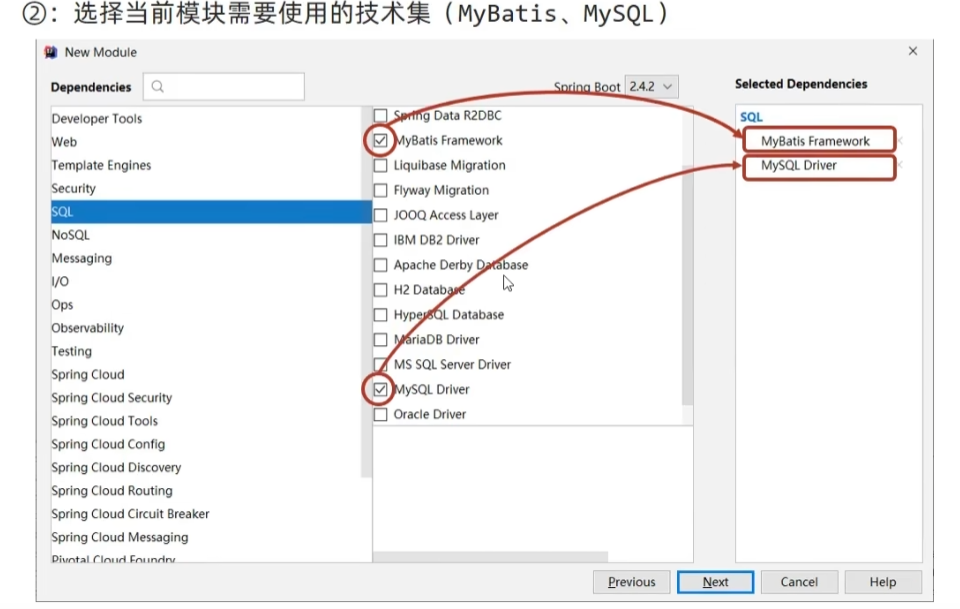 ②：选择当前模块需要使用的技术集（MyBatis、MySQL）
New Module
Dependencies
Spring Boot 2.4.2
Selected Dependencies
Developer Tools
Web
Template Engines
Security
SQL
NoSQL
Messaging
I/O
Ops
Observability
Testing
Spring Cloud
Spring Cloud Security
Spring Cloud Tools
Spring Cloud Config
Spring Cloud Discovery
Spring Cloud Routing
Spring Cloud Circuit Breaker
Spring Cloud Messaging
Pivotal Cloud Foundry
Spring Data R2DBC
MyBatis Framework
Liquibase Migration
Flyway Migration
JOOQ Access Layer
IBM DB2 Driver
Apache Derby Database
H2 Database
HyperSQL Database
MariaDB Driver
MS SQL Server Driver
MySQL Driver
Oracle Driver
SQL
MyBatis Framework
MySQL Driver
Previous
Next
Cancel
Help